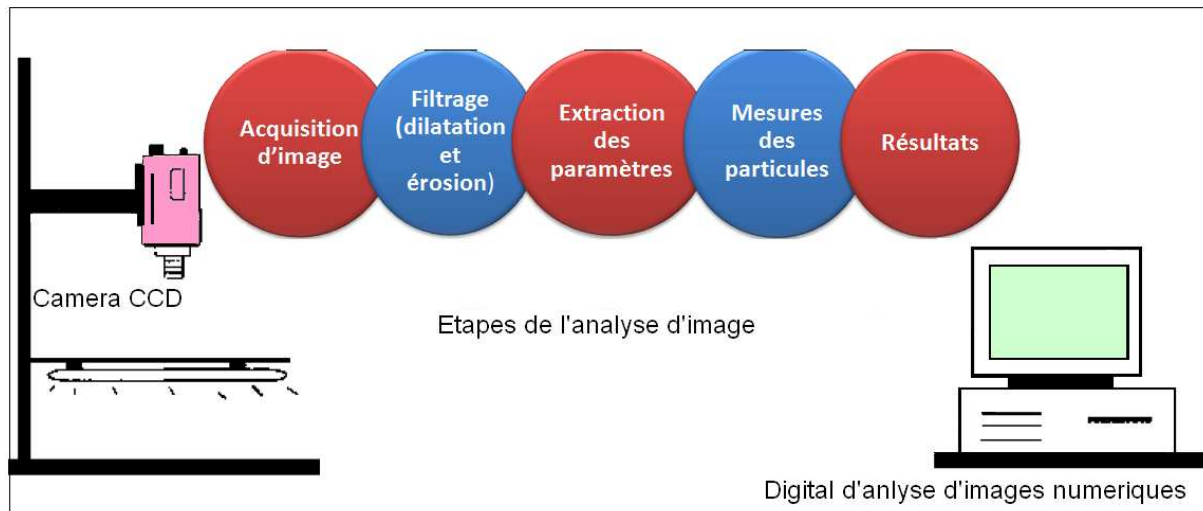 Acquisition
d'image
Filtrage
(dilatation
et
érosion)
Extraction
des
paramètres
Mesures
des
particules
Résultats
Camera CCD
Etapes de l'analyse d'image
Digital d'anlyse d'images numeriques